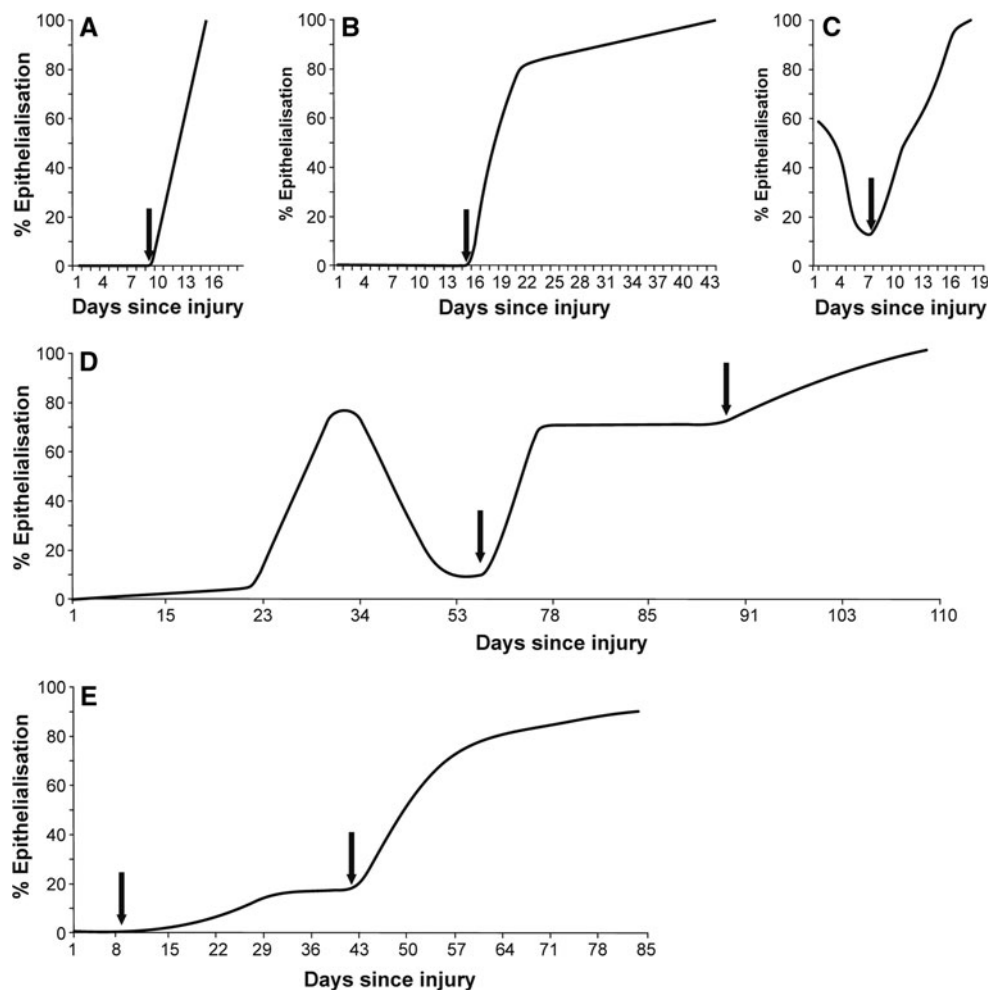 A
% Epithelialisation
100
80
60
40
20
0
1 4 7 10 13 16
Days since injury
B
% Epithelialisation
100
80
60
40
20
0
1 4 7 10 13 16 19 22 25 28 31 34 37 40 43
Days since injury
C
% Epithelialisation
100
80
60
40
20
0
1 4 7 10 13 16 19
Days since injury
D
% Epithelialisation
100
80
60
40
20
0
1 15 23 34 53 78 85 91 103 110
Days since injury
E
% Epithelialisation
100
80
60
40
20
0
1 8 15 22 29 36 43 50 57 64 71 78 85
Days since injury